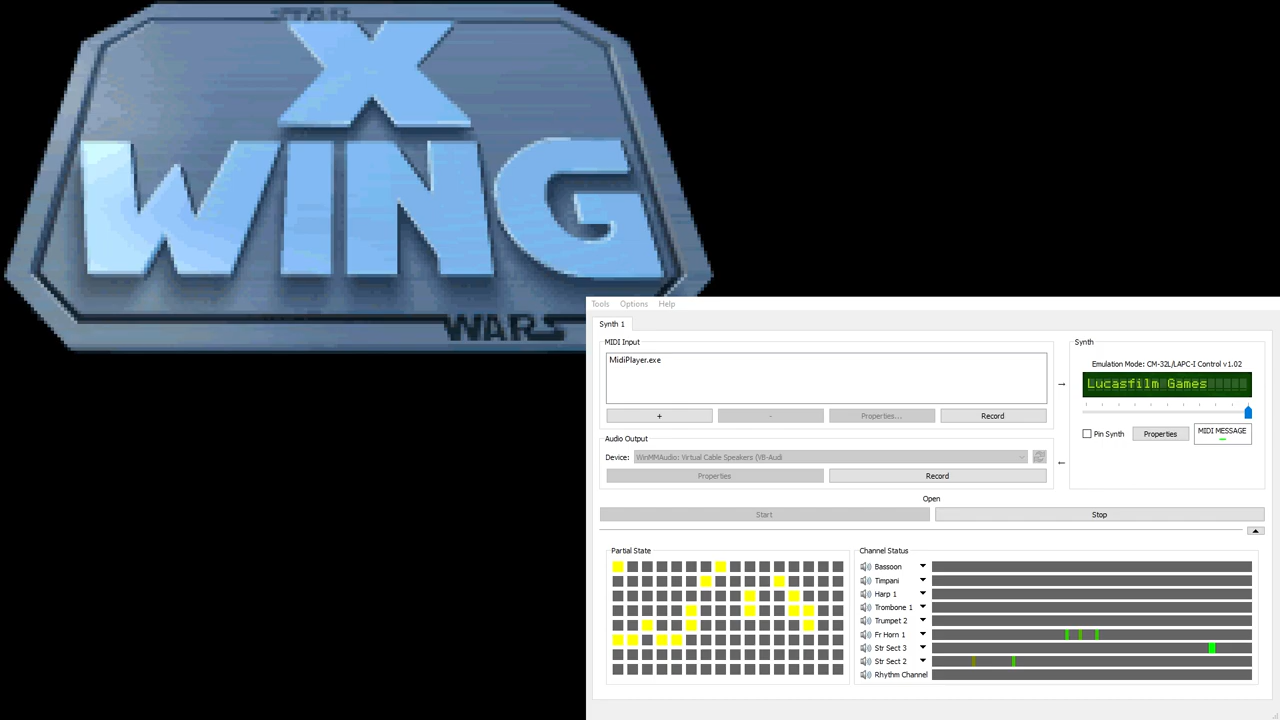 STAR
X
WING
WARS
Tools Options Help
Synth 1
MIDI Input
MidiPlayer.exe
+ - Properties... Record
Audio Output
Device: WinMMAudio: Virtual Cable Speakers (VB-Audi
Properties Record
Synth
Emulation Mode: CM-32L/LAPC-I Control v1.02
Lucasfilm Games
Pin Synth Properties MIDI MESSAGE
Open
Start Stop
Partial State
Channel Status
Bassoon
Timpani
Harp 1
Trombone 1
Trumpet 2
Fr Horn 1
Str Sect 3
Str Sect 2
Rhythm Channel